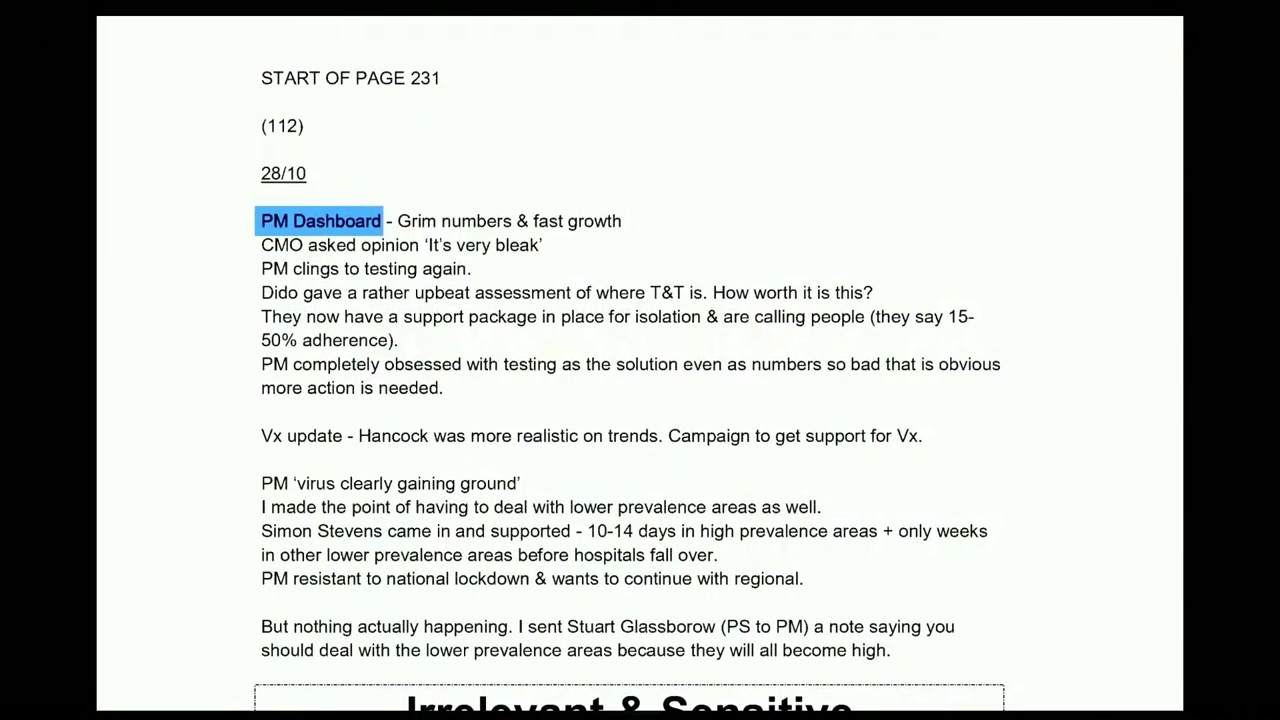 START OF PAGE 231
(112)
28/10
PM Dashboard - Grim numbers & fast growth
CMO asked opinion ‘It’s very bleak’
PM clings to testing again.
Dido gave a rather upbeat assessment of where T&T is. How worth it is this?
They now have a support package in place for isolation & are calling people (they say 15-
50% adherence).
PM completely obsessed with testing as the solution even as numbers so bad that is obvious
more action is needed.
Vx update - Hancock was more realistic on trends. Campaign to get support for Vx.
PM ‘virus clearly gaining ground’
I made the point of having to deal with lower prevalence areas as well.
Simon Stevens came in and supported - 10-14 days in high prevalence areas + only weeks
in other lower prevalence areas before hospitals fall over.
PM resistant to national lockdown & wants to continue with regional.
But nothing actually happening. I sent Stuart Glassborow (PS to PM) a note saying you
should deal with the lower prevalence areas because they will all become high.
Irrelevant & Sensitive